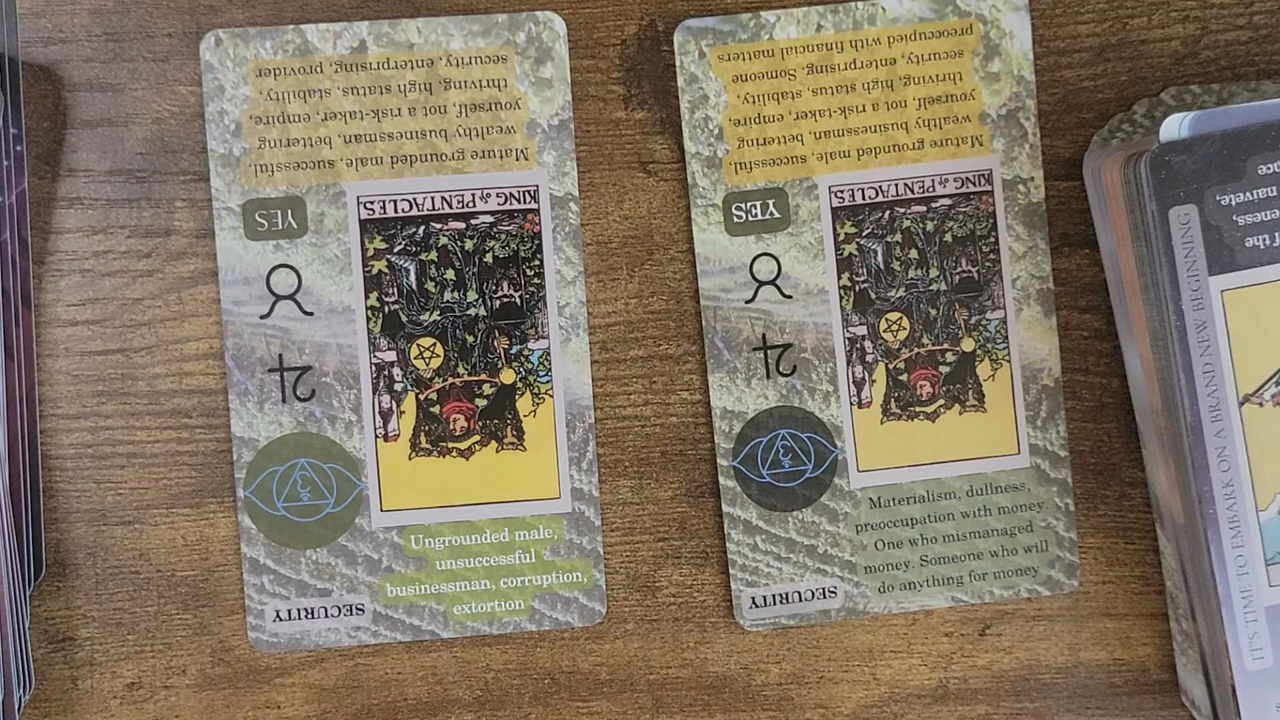 Mature grounded male, successful,
wealthy businessman, bettering
yourself, not a risk-taker, empire,
thriving, high status, stability,
security, enterprising, provider
YES
KING of PENTACLES.
Ungrounded male,
unsuccessful
businessman, corruption,
extortion
SECURITY
Mature grounded male, successful,
wealthy businessman, bettering
yourself, not a risk-taker, empire,
thriving, high status, stability,
security, enterprising. Someone
preoccupied with financial matters
YES
KING of PENTACLES.
Materialism, dullness,
preoccupation with money.
One who mismanaged
money. Someone who will
do anything for money
SECURITY
IT'S TIME TO EMBARK ON A BRAND NEW BEGINNING
f the
eness,
naivete,
nce